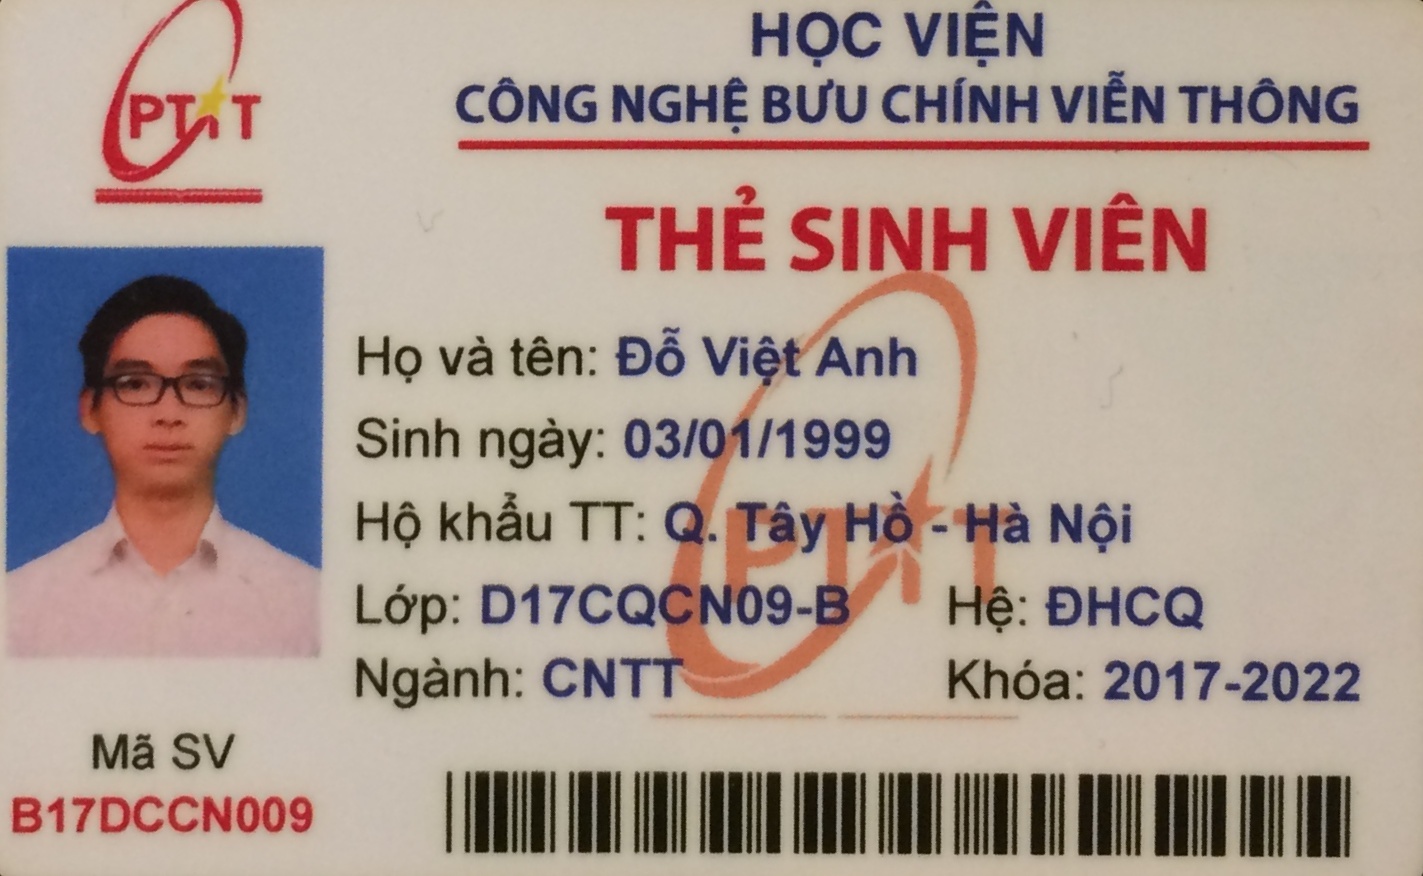 PTIT
HỌC VIỆN
CÔNG NGHỆ BƯU CHÍNH VIỄN THÔNG
THẺ SINH VIÊN
Họ và tên: Đỗ Việt Anh
Sinh ngày: 03/01/1999
Hộ khẩu TT: Q. Tây Hồ - Hà Nội
Lớp: D17CQCN09-B Hệ: ĐHCQ
Ngành: CNTT Khóa: 2017-2022
Mã SV
B17DCCN009
PTIT